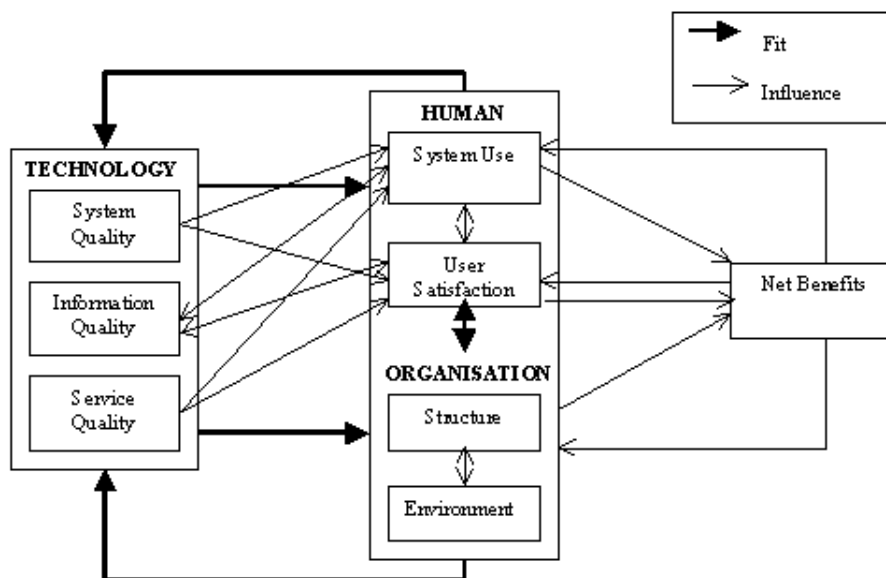 Fit
Influence
HUMAN
System Use
TECHNOLOGY
System
Quality
User
Satisfaction
Net Benefits
Information
Quality
ORGANISATION
Service
Quality
Structure
Environment